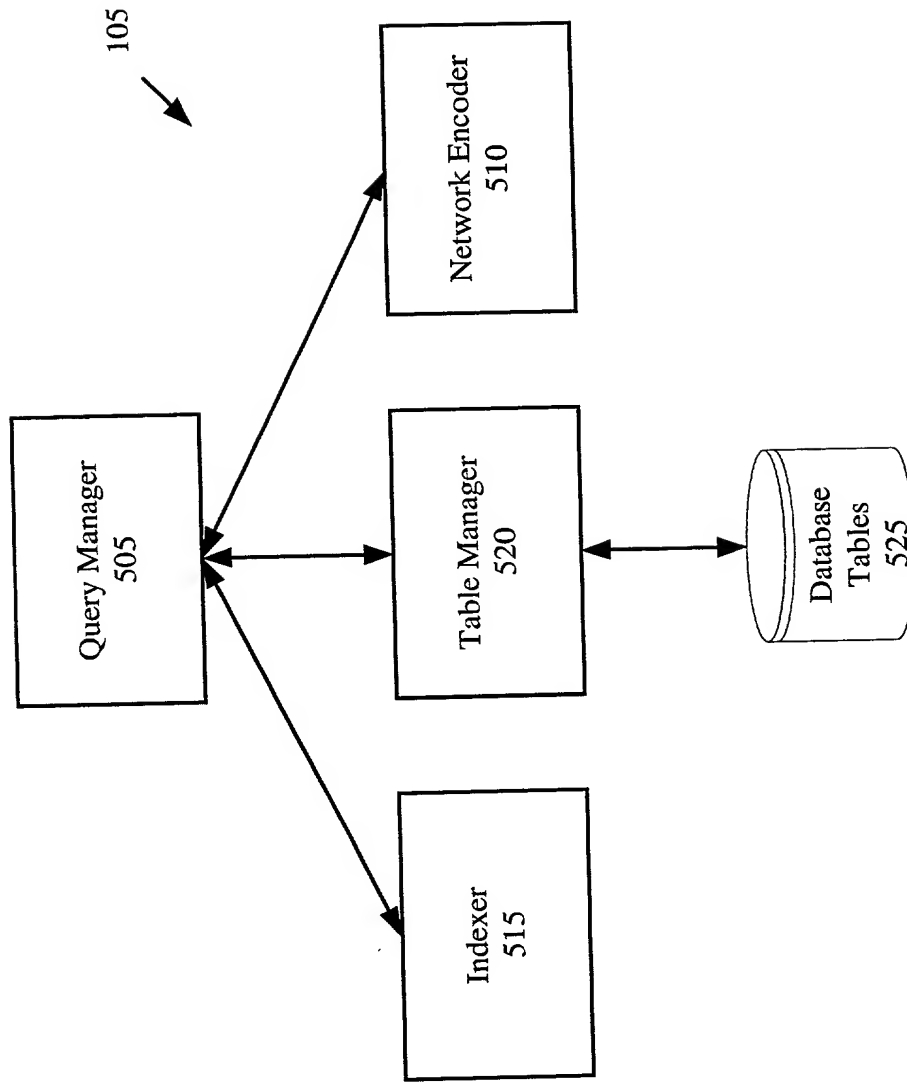 105
Query Manager
505
Indexer
515
Table Manager
520
Network Encoder
510
Database
Tables
525